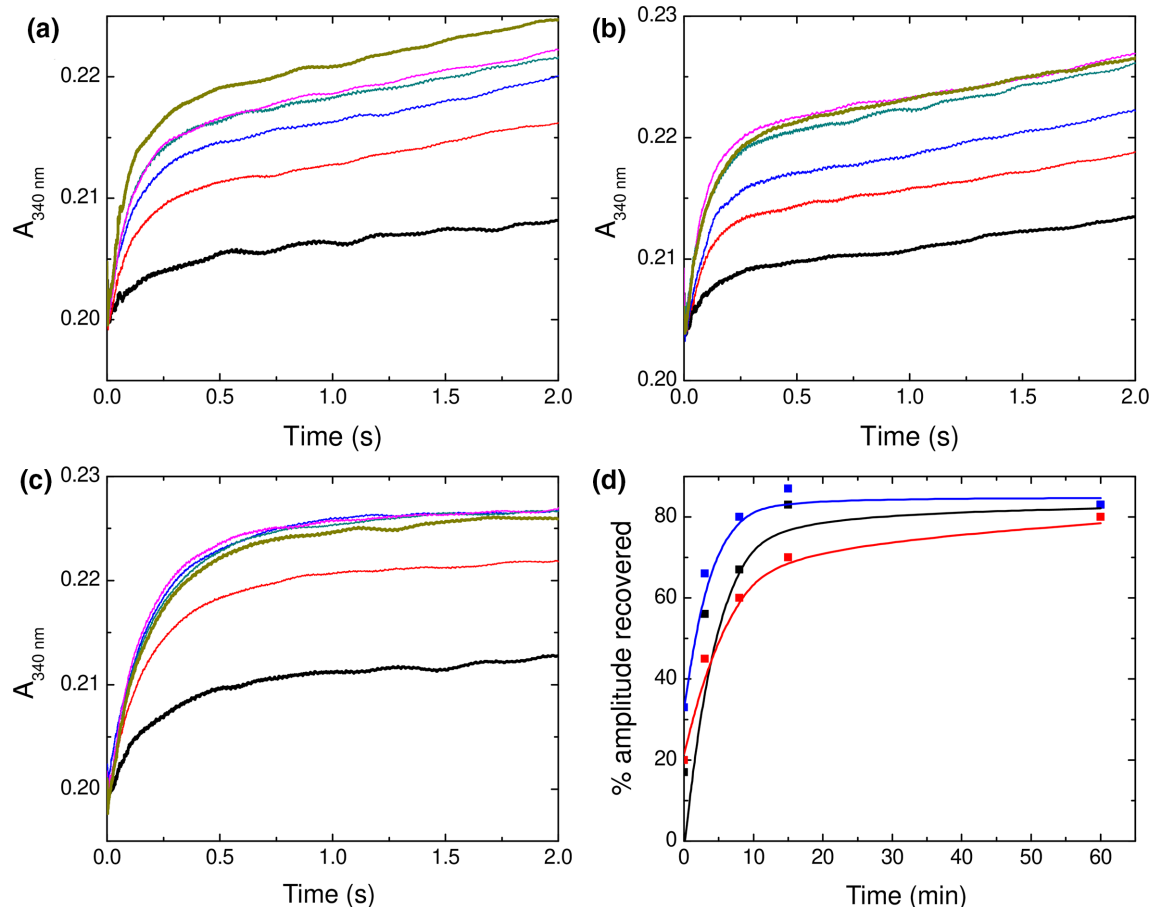 (a)
0.22
0.21
0.20
A340 nm
0.0 0.5 1.0 1.5 2.0
Time (s)
(b)
0.23
0.22
0.21
0.20
A340 nm
0.0 0.5 1.0 1.5 2.0
Time (s)
(c)
0.23
0.22
0.21
0.20
A340 nm
0.0 0.5 1.0 1.5 2.0
Time (s)
(d)
80
60
40
20
0
% amplitude recovered
0 10 20 30 40 50 60
Time (min)